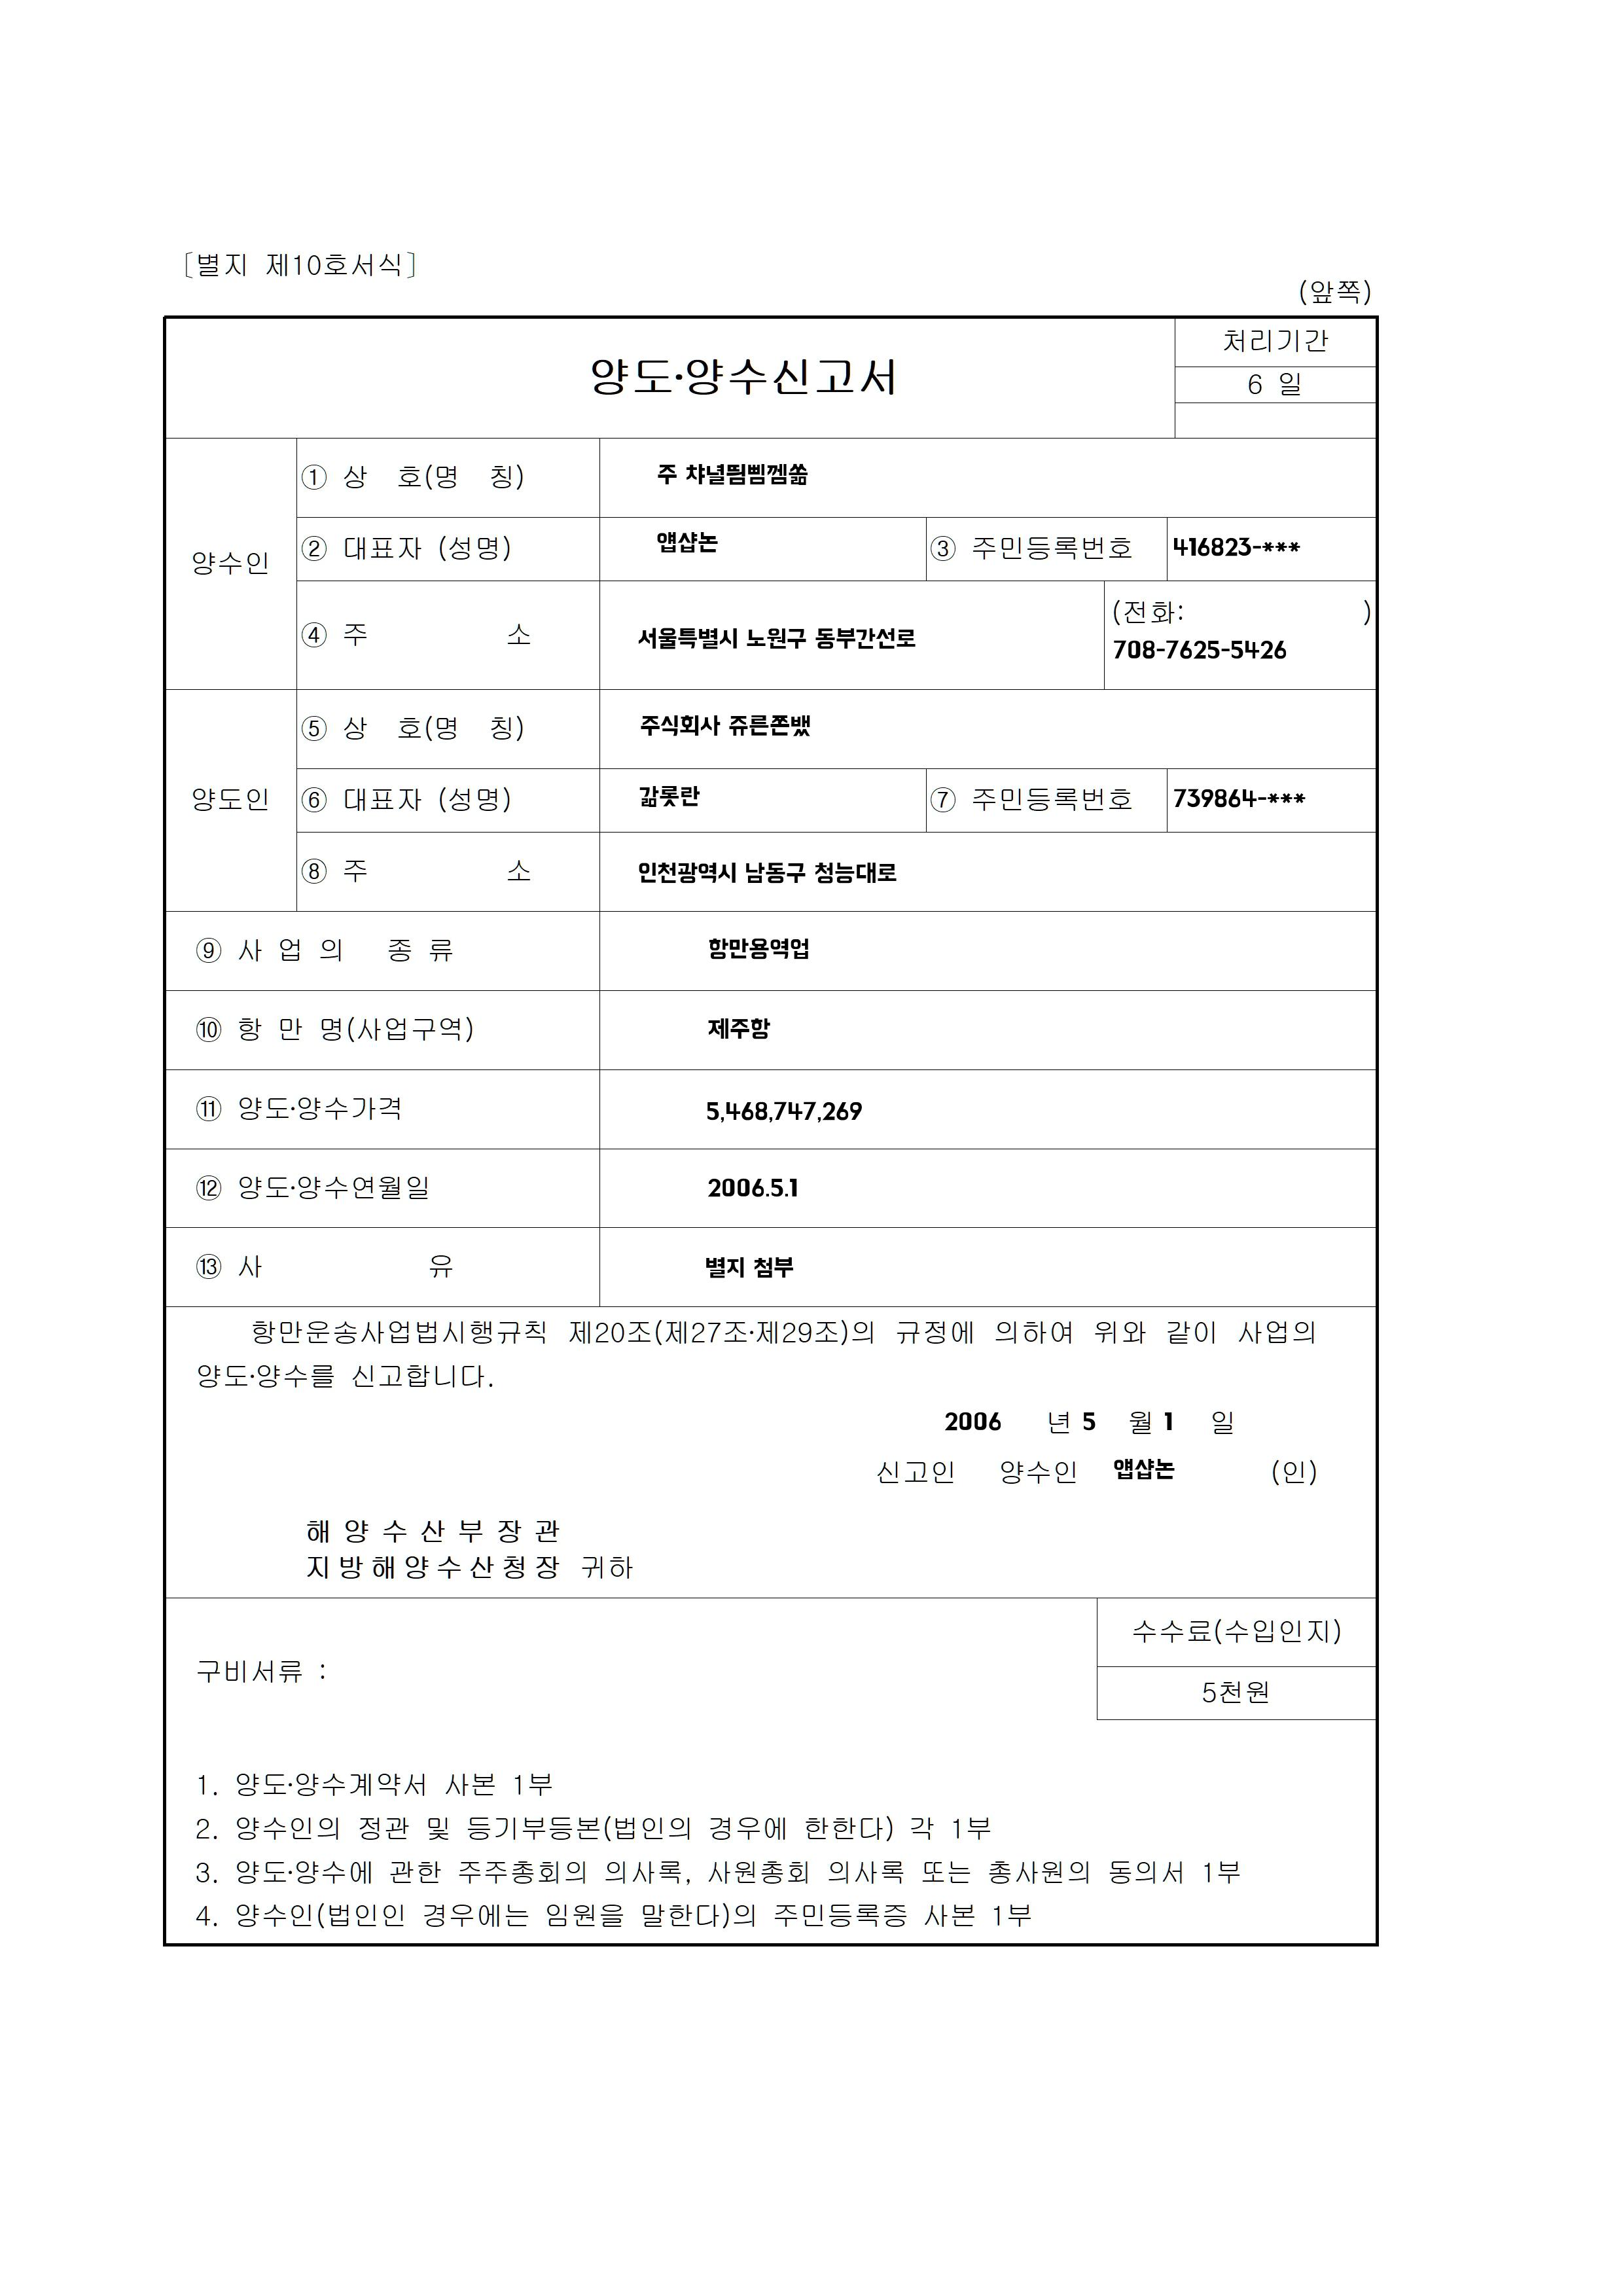 [별지 제10호서식]
(앞쪽)
양도·양수신고서
처리기간
6 일
양수인
① 상 호(명 칭)
주 챠녈띔삠껨쏢
② 대표자 (성명)
앱샵논
③ 주민등록번호
416823-***
④ 주 소
서울특별시 노원구 동부간선로
(전화: )
708-7625-5426
양도인
⑤ 상 호(명 칭)
주식회사 쥬른쫀뱄
⑥ 대표자 (성명)
갊롯란
⑦ 주민등록번호
739864-***
⑧ 주 소
인천광역시 남동구 청능대로
⑨ 사 업 의 종 류
항만용역업
⑩ 항 만 명(사업구역)
제주항
⑪ 양도·양수가격
5,468,747,269
⑫ 양도·양수연월일
2006.5.1
⑬ 사 유
별지 첨부
항만운송사업법시행규칙 제20조(제27조·제29조)의 규정에 의하여 위와 같이 사업의
양도·양수를 신고합니다.
2006 년 5 월 1 일
신고인 양수인 앱샵논 (인)
해 양 수 산 부 장 관
지 방 해 양 수 산 청 장 귀하
구비서류 :
수수료(수입인지)
5천원
1. 양도·양수계약서 사본 1부
2. 양수인의 정관 및 등기부등본(법인의 경우에 한한다) 각 1부
3. 양도·양수에 관한 주주총회의 의사록, 사원총회 의사록 또는 총사원의 동의서 1부
4. 양수인(법인인 경우에는 임원을 말한다)의 주민등록증 사본 1부